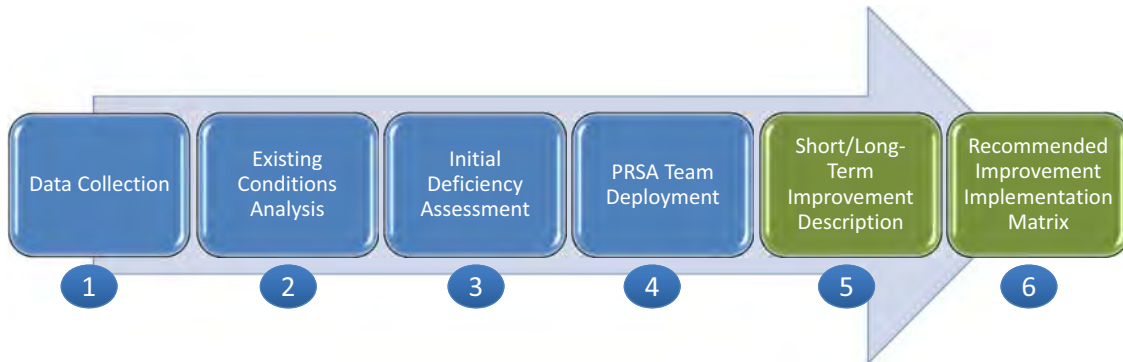 Data Collection
Existing
Conditions
Analysis
Initial
Deficiency
Assessment
PRSA Team
Deployment
Short/Long-
Term
Improvement
Description
Recommended
Improvement
Implementation
Matrix
1
2
3
4
5
6